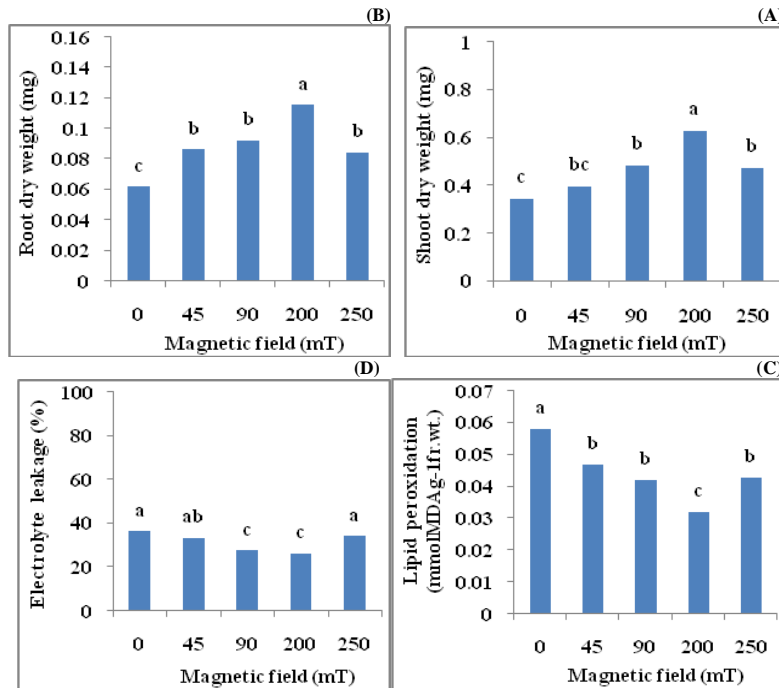 (B)
Root dry weight (mg)
0.16
0.14
0.12
0.1
0.08
0.06
0.04
0.02
0
c
b
b
a
b
0 45 90 200 250
Magnetic field (mT)
(A)
Shoot dry weight (mg)
1
0.8
0.6
0.4
0.2
0
c
bc
b
a
b
0 45 90 200 250
Magnetic field (mT)
(D)
Electrolyte leakage (%)
100
80
60
40
20
0
a
ab
c
c
a
0 45 90 200 250
Magnetic field (mT)
(C)
Lipid peroxidation
(mmolMDAg-1fr.wt.)
0.07
0.06
0.05
0.04
0.03
0.02
0.01
0
a
b
b
c
b
0 45 90 200 250
Magnetic field (mT)